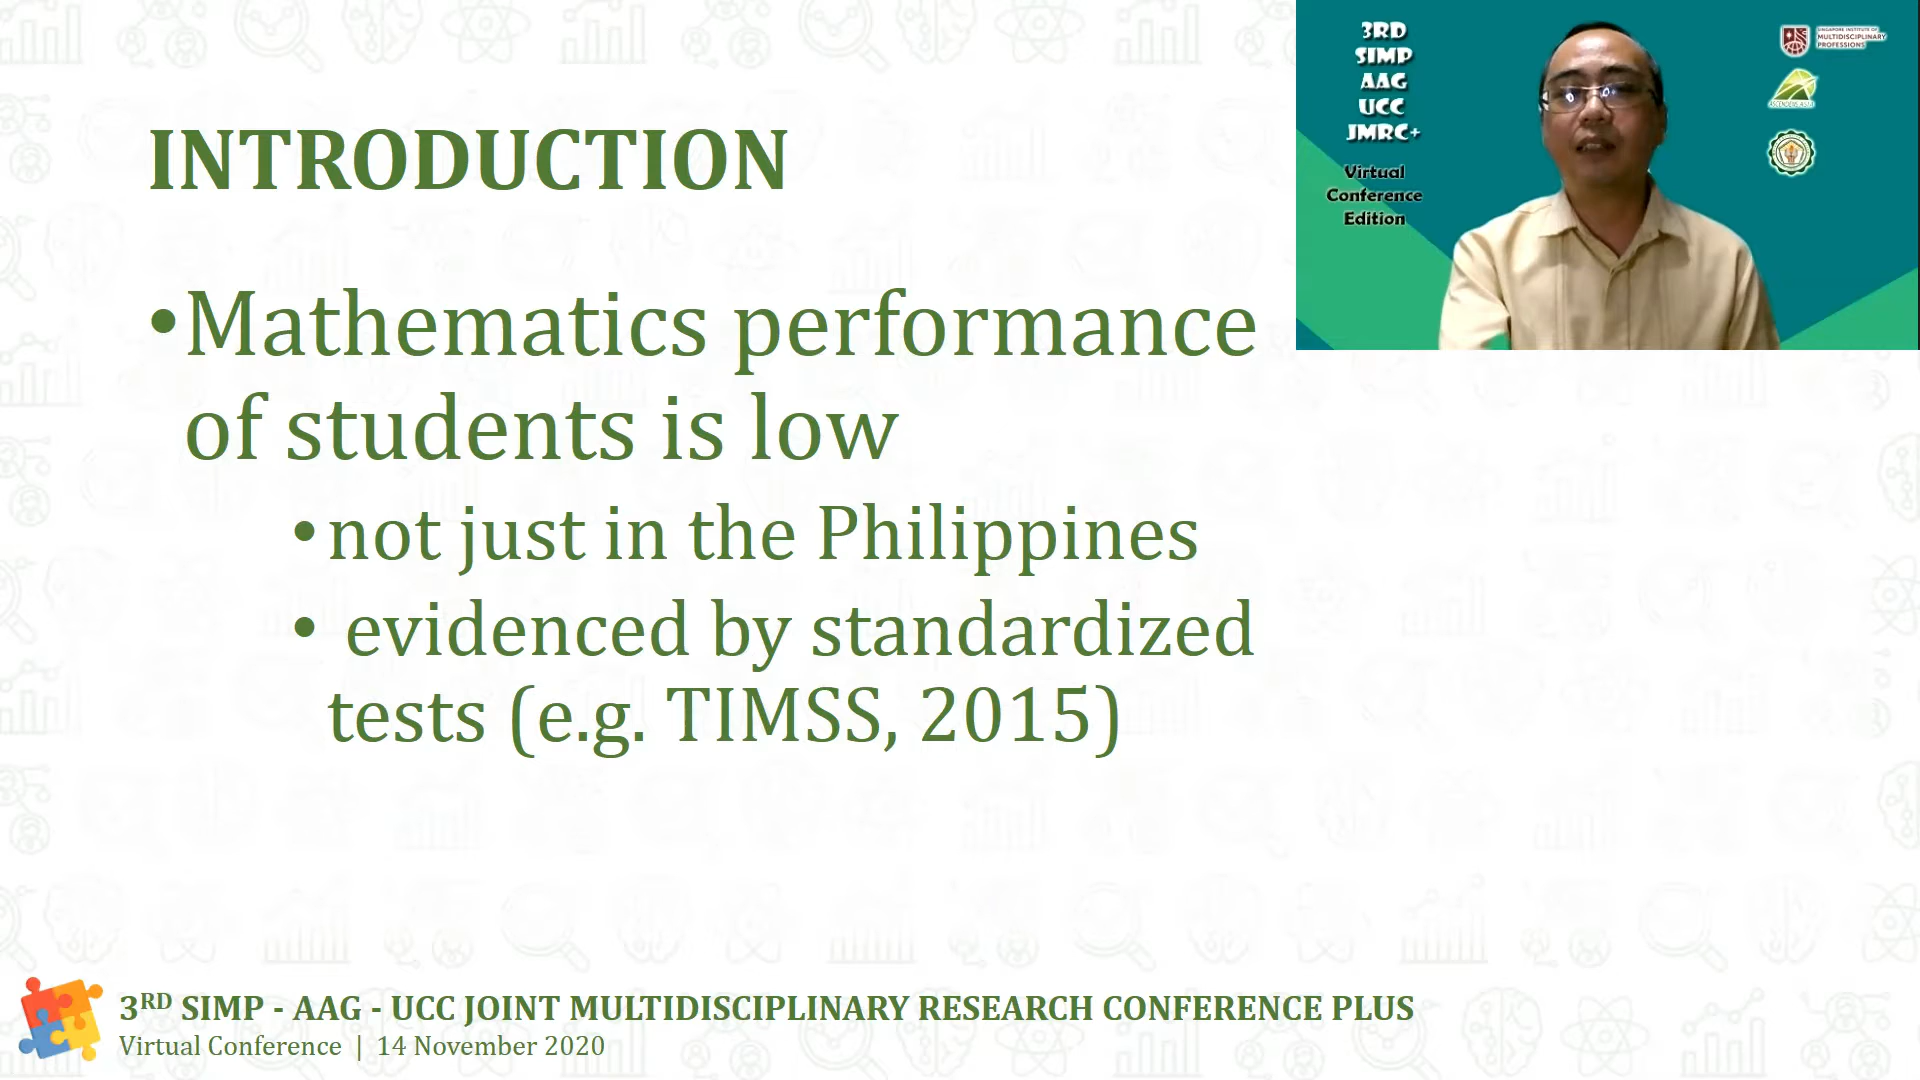 INTRODUCTION
•Mathematics performance
of students is low
•not just in the Philippines
• evidenced by standardized
tests (e.g. TIMSS, 2015)
3RD
SIMP
AAG
UCC
JMRC+
Virtual
Conference
Edition
SINGAPORE INSTITUTE OF
MULTIDISCIPLINARY
PROFESSIONS
3RD SIMP - AAG - UCC JOINT MULTIDISCIPLINARY RESEARCH CONFERENCE PLUS
Virtual Conference | 14 November 2020